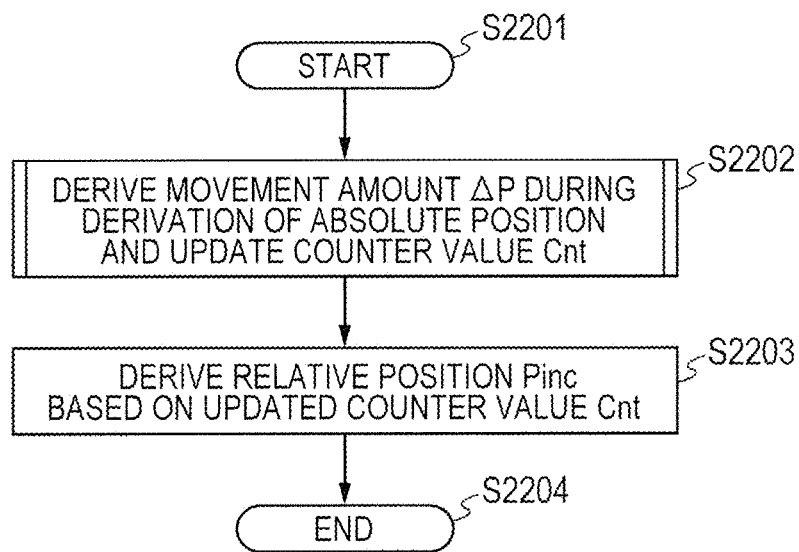 S2201
START
S2202
DERIVE MOVEMENT AMOUNT ΔP DURING
DERIVATION OF ABSOLUTE POSITION
AND UPDATE COUNTER VALUE Cnt
S2203
DERIVE RELATIVE POSITION Pinc
BASED ON UPDATED COUNTER VALUE Cnt
S2204
END